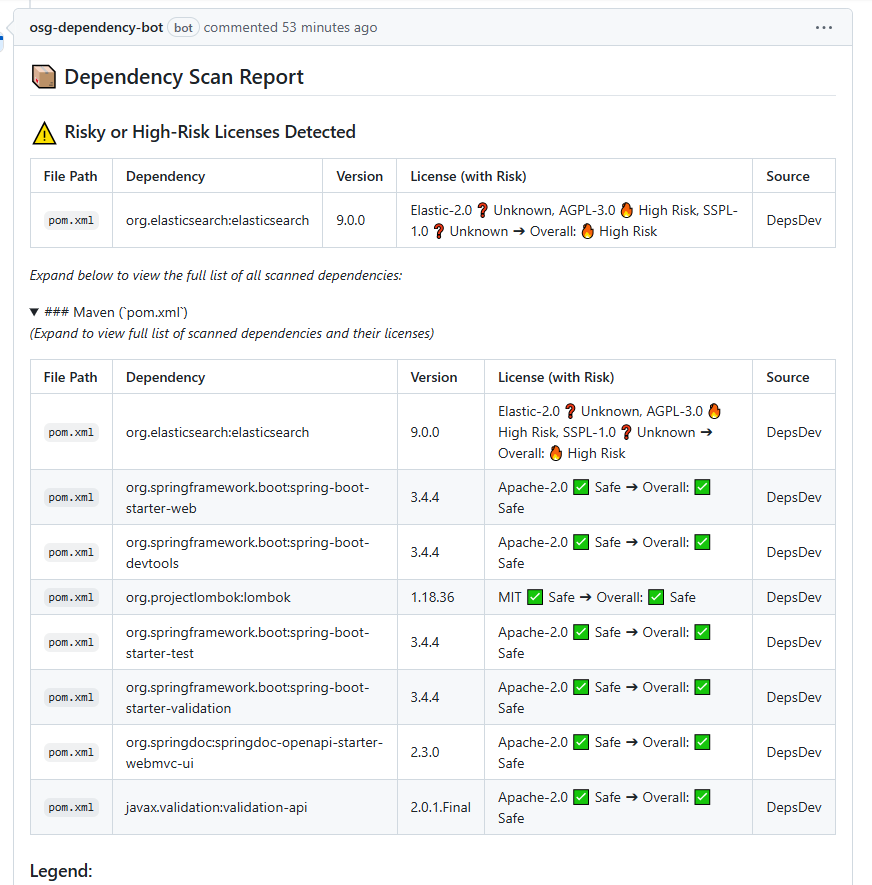 osg-dependency-bot bot commented 53 minutes ago ...
📦 Dependency Scan Report
⚠️ Risky or High-Risk Licenses Detected
File Path Dependency Version License (with Risk) Source
pom.xml org.elasticsearch:elasticsearch 9.0.0 Elastic-2.0 ❓ Unknown, AGPL-3.0 🔥 High Risk, SSPL-
1.0 ❓ Unknown ➔ Overall: 🔥 High Risk DepsDev
Expand below to view the full list of all scanned dependencies:
▼ ### Maven (`pom.xml`)
(Expand to view full list of scanned dependencies and their licenses)
File Path Dependency Version License (with Risk) Source
pom.xml org.elasticsearch:elasticsearch 9.0.0 Elastic-2.0 ❓ Unknown, AGPL-3.0 🔥
High Risk, SSPL-1.0 ❓ Unknown ➔
Overall: 🔥 High Risk DepsDev
pom.xml org.springframework.boot:spring-boot-
starter-web 3.4.4 Apache-2.0 ✅ Safe ➔ Overall: ✅
Safe DepsDev
pom.xml org.springframework.boot:spring-boot-
devtools 3.4.4 Apache-2.0 ✅ Safe ➔ Overall: ✅
Safe DepsDev
pom.xml org.projectlombok:lombok 1.18.36 MIT ✅ Safe ➔ Overall: ✅ Safe DepsDev
pom.xml org.springframework.boot:spring-boot-
starter-test 3.4.4 Apache-2.0 ✅ Safe ➔ Overall: ✅
Safe DepsDev
pom.xml org.springframework.boot:spring-boot-
starter-validation 3.4.4 Apache-2.0 ✅ Safe ➔ Overall: ✅
Safe DepsDev
pom.xml org.springdoc:springdoc-openapi-starter-
webmvc-ui 2.3.0 Apache-2.0 ✅ Safe ➔ Overall: ✅
Safe DepsDev
pom.xml javax.validation:validation-api 2.0.1.Final Apache-2.0 ✅ Safe ➔ Overall: ✅
Safe DepsDev
Legend: